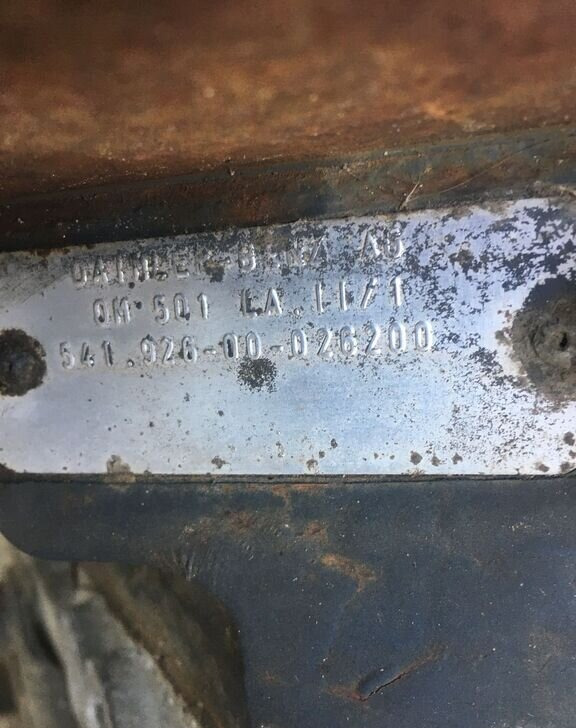 DAIMLER-BENZ AG
OM 501 LA.II/1
541.926-00-026200